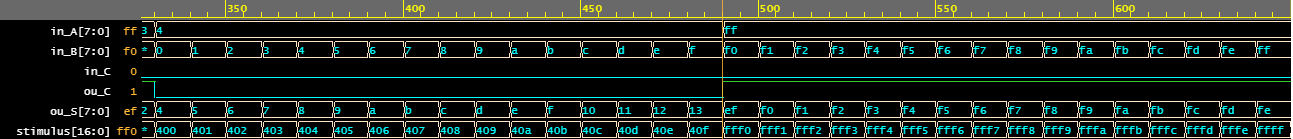 350 400 450 500 550 600
in_A[7:0] ff 3 4 ff
in_B[7:0] f0 * 0 1 2 3 4 5 6 7 8 9 a b c d e f f0 f1 f2 f3 f4 f5 f6 f7 f8 f9 fa fb fc fd fe ff
in_C 0
ou_C 1
ou_S[7:0] ef 2 4 5 6 7 8 9 a b c d e f 10 11 12 13 ef f0 f1 f2 f3 f4 f5 f6 f7 f8 f9 fa fb fc fd fe
stimulus[16:0] ff0 * 400 401 402 403 404 405 406 407 408 409 40a 40b 40c 40d 40e 40f fff0 fff1 fff2 fff3 fff4 fff5 fff6 fff7 fff8 fff9 fffa fffb fffc fffd fffe ffff